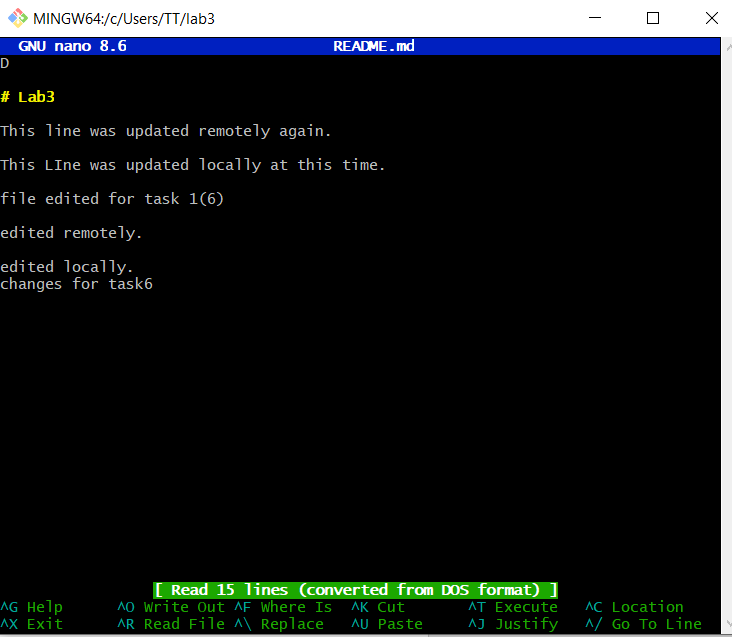 MINGW64:/c/Users/TT/lab3
GNU nano 8.6 README.md
D
# Lab3
This line was updated remotely again.
This LIne was updated locally at this time.
file edited for task 1(6)
edited remotely.
edited locally.
changes for task6
[ Read 15 lines (converted from DOS format) ]
^G Help ^O Write Out ^F Where Is ^K Cut ^T Execute ^C Location
^X Exit ^R Read File ^\ Replace ^U Paste ^J Justify ^/ Go To Line